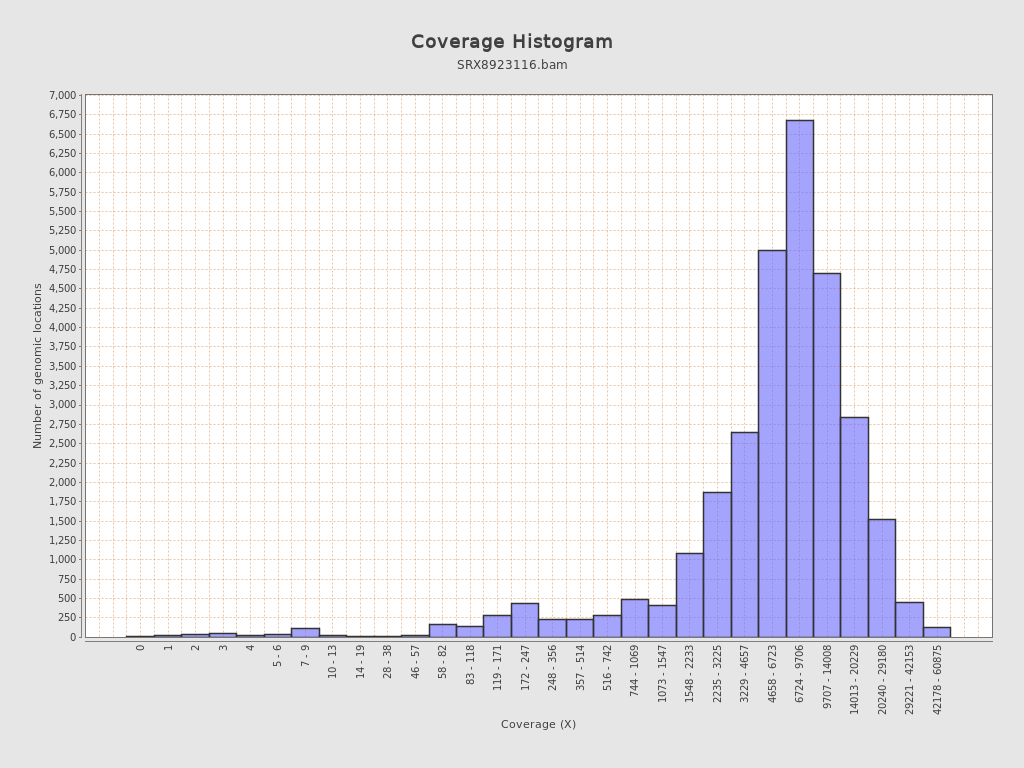 Coverage Histogram
SRX8923116.bam
7,000
6,750
6,500
6,250
6,000
5,750
5,500
5,250
5,000
4,750
4,500
4,250
4,000
3,750
3,500
3,250
3,000
2,750
2,500
2,250
2,000
1,750
1,500
1,250
1,000
750
500
250
0
Number of genomic locations
0
1
2
3
4
5 - 6
7 - 9
10 - 13
14 - 19
28 - 38
46 - 57
58 - 82
83 - 118
119 - 171
172 - 247
248 - 356
357 - 514
516 - 742
744 - 1069
1073 - 1547
1548 - 2233
2235 - 3225
3229 - 4657
4658 - 6723
6724 - 9706
9707 - 14008
14013 - 20229
20240 - 29180
29221 - 42153
42178 - 60875
Coverage (X)